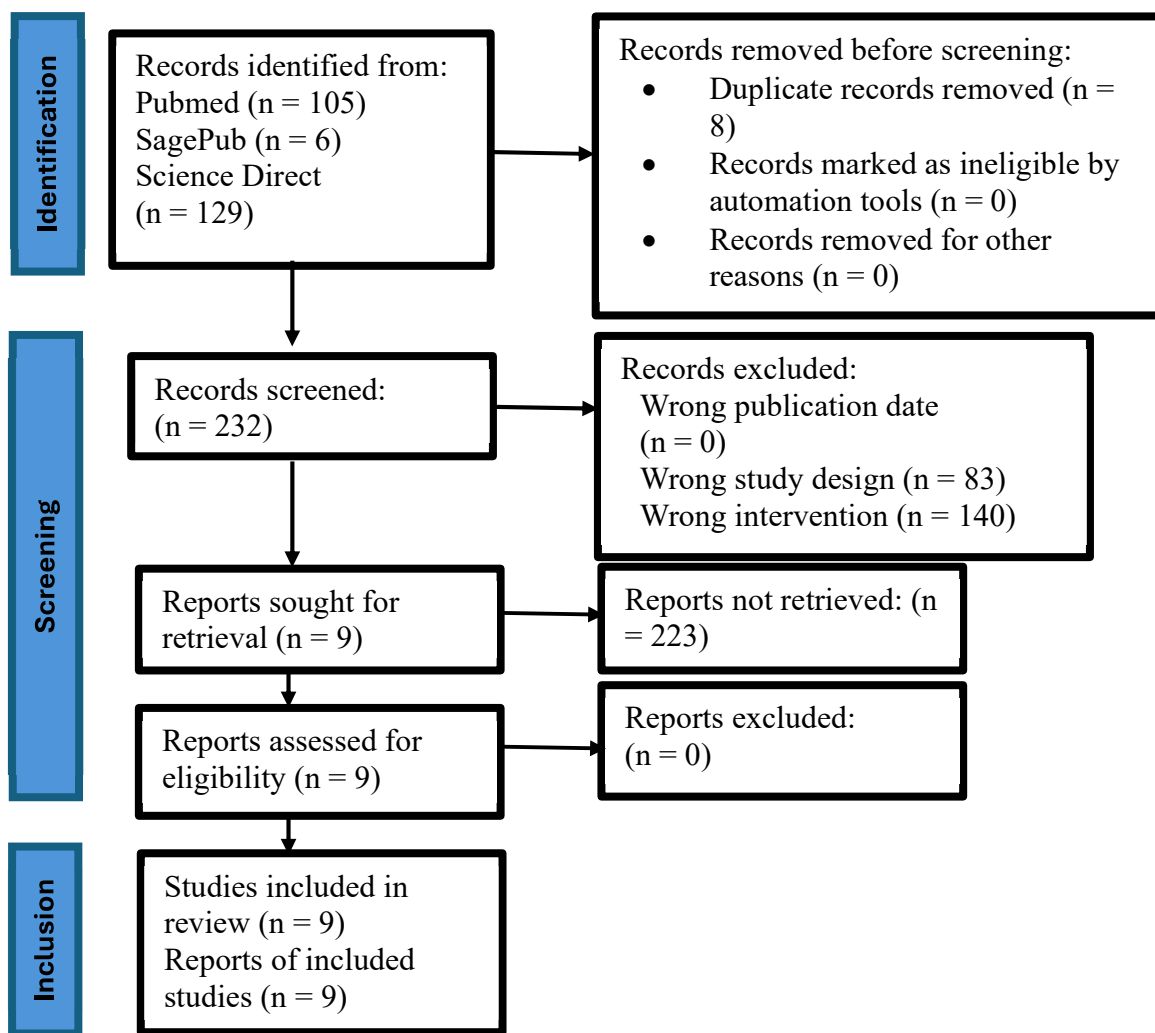 Identification
Records identified from:
Pubmed (n = 105)
SagePub (n = 6)
Science Direct
(n = 129)
Records removed before screening:
• Duplicate records removed (n =
8)
• Records marked as ineligible by
automation tools (n = 0)
• Records removed for other
reasons (n = 0)
Screening
Records screened:
(n = 232)
Records excluded:
Wrong publication date
(n = 0)
Wrong study design (n = 83)
Wrong intervention (n = 140)
Reports sought for
retrieval (n = 9)
Reports not retrieved: (n
= 223)
Reports assessed for
eligibility (n = 9)
Reports excluded:
(n = 0)
Inclusion
Studies included in
review (n = 9)
Reports of included
studies (n = 9)